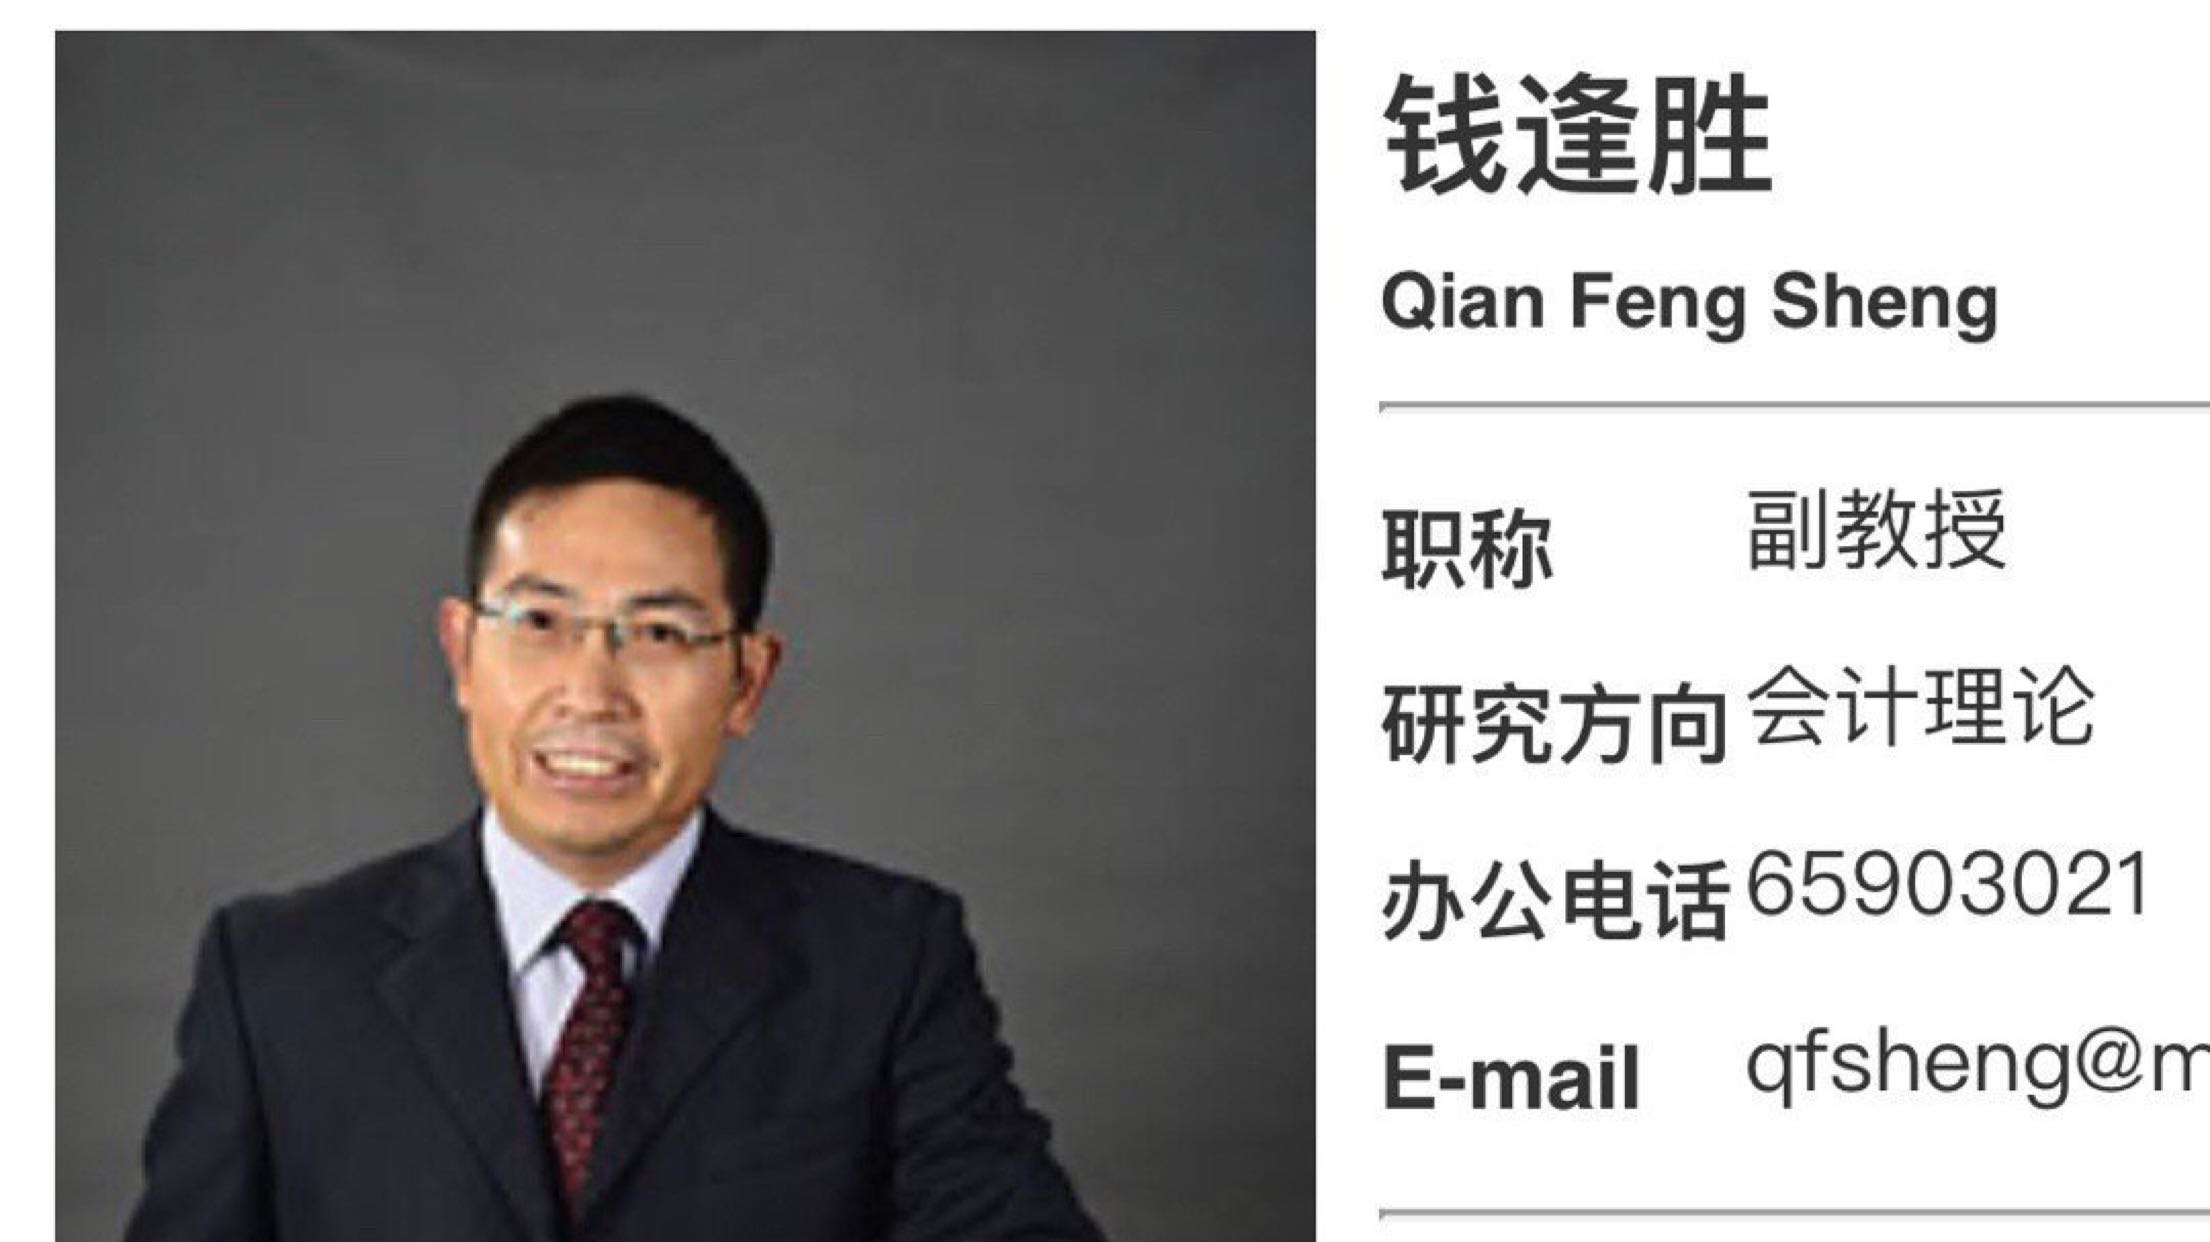 钱逢胜
Qian Feng Sheng
职称 副教授
研究方向 会计理论
办公电话 65903021
E-mail qfsheng@m